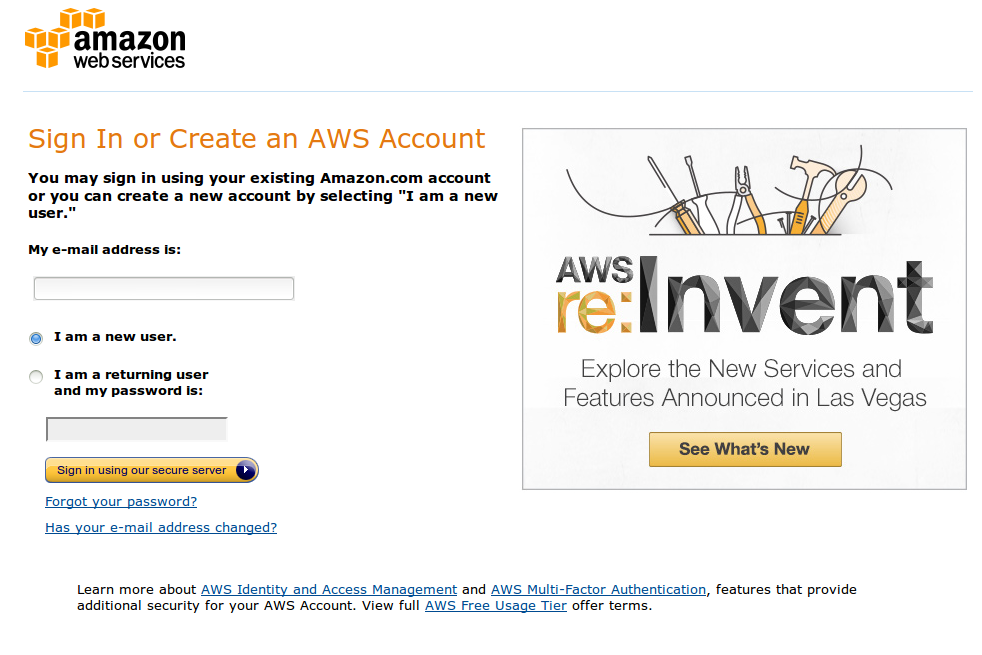 amazon
web services
Sign In or Create an AWS Account
You may sign in using your existing Amazon.com account
or you can create a new account by selecting "I am a new
user."
My e-mail address is:
I am a new user.
I am a returning user
and my password is:
Sign in using our secure server
Forgot your password?
Has your e-mail address changed?
AWS
re:Invent
Explore the New Services and
Features Announced in Las Vegas
See What's New
Learn more about AWS Identity and Access Management and AWS Multi-Factor Authentication, features that provide
additional security for your AWS Account. View full AWS Free Usage Tier offer terms.